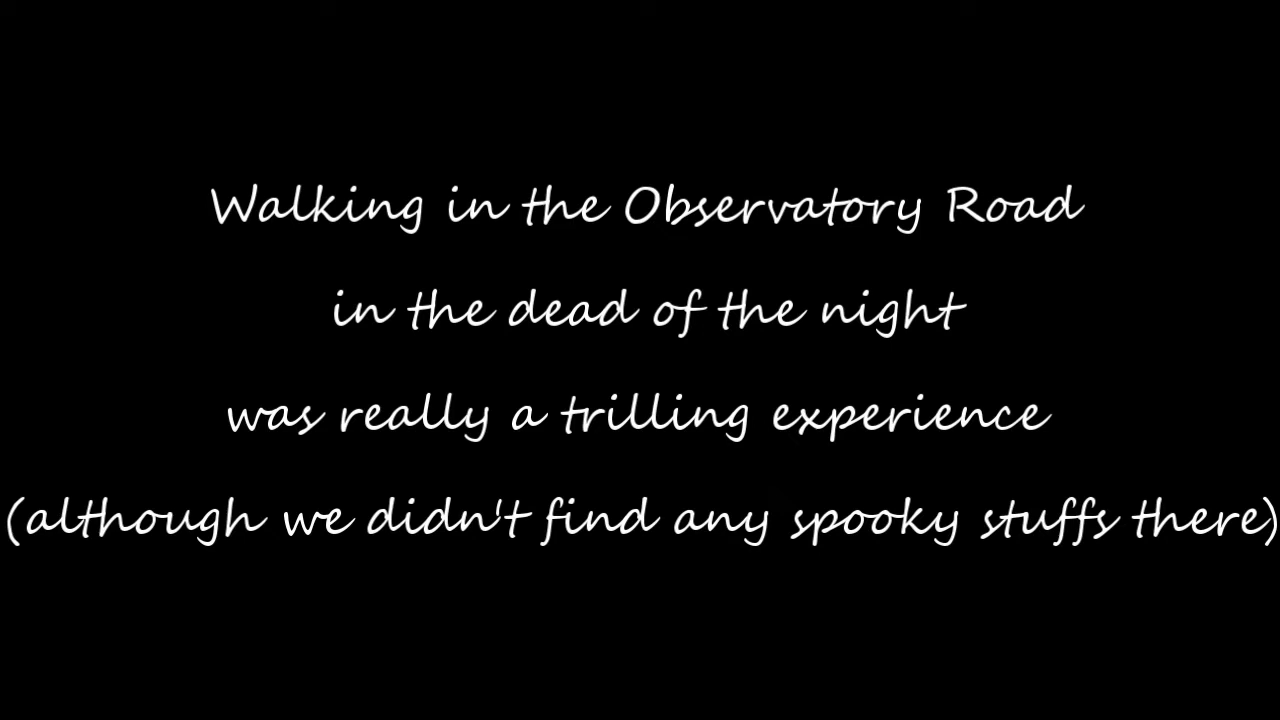 Walking in the Observatory Road
in the dead of the night
was really a trilling experience
(although we didn't find any spooky stuffs there)